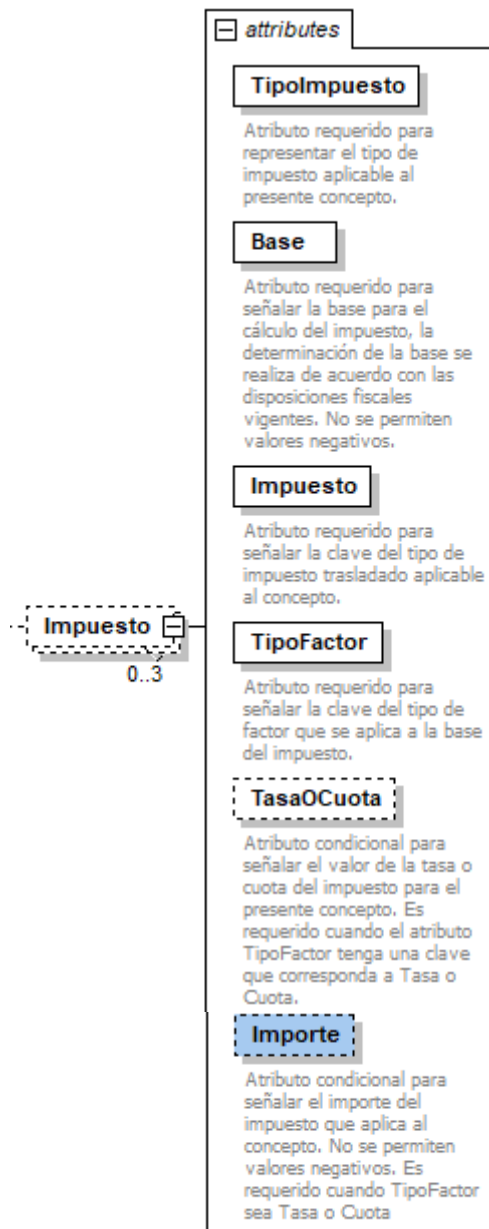 attributes
TipoImpuesto
Atributo requerido para
representar el tipo de
impuesto aplicable al
presente concepto.
Base
Atributo requerido para
señalar la base para el
cálculo del impuesto, la
determinación de la base se
realiza de acuerdo con las
disposiciones fiscales
vigentes. No se permiten
valores negativos.
Impuesto
Atributo requerido para
señalar la clave del tipo de
impuesto trasladado aplicable
al concepto.
Impuesto
0..3
TipoFactor
Atributo requerido para
señalar la clave del tipo de
factor que se aplica a la base
del impuesto.
TasaOCuota
Atributo condicional para
señalar el valor de la tasa o
cuota del impuesto para el
presente concepto. Es
requerido cuando el atributo
TipoFactor tenga una clave
que corresponda a Tasa o
Cuota.
Importe
Atributo condicional para
señalar el importe del
impuesto que aplica al
concepto. No se permiten
valores negativos. Es
requerido cuando TipoFactor
sea Tasa o Cuota